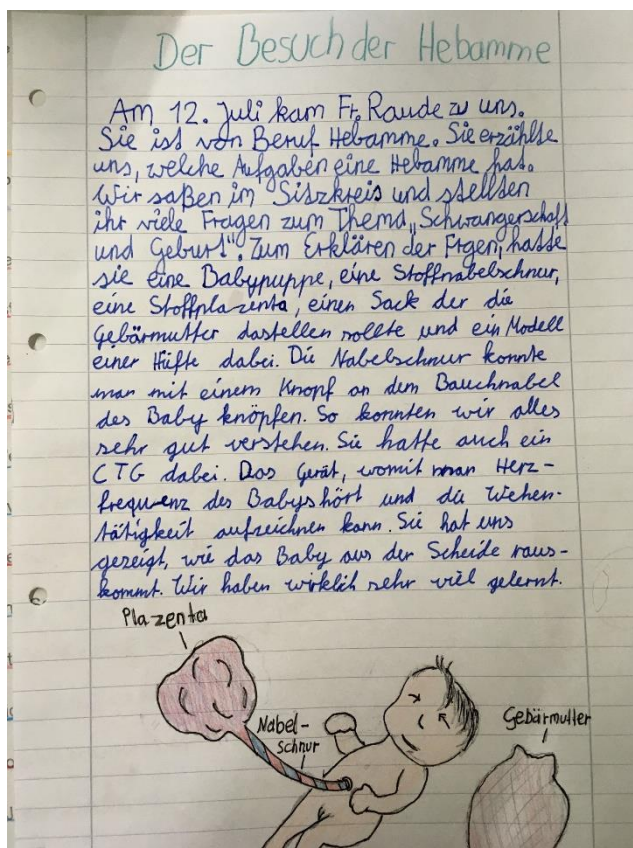 Der Besuch der Hebamme
Am 12. Juli kam Fr. Raude zu uns.
Sie ist von Beruf Hebamme. Sie erzählte
uns, welche Aufgaben eine Hebamme hat.
Wir saßen im Sitzkreis und stellten
ihr viele Fragen zum Thema „Schwangerschaft
und Geburt". Zum Erklären der Frgen, hatte
sie eine Babypuppe, eine Stoffnabelschnur,
eine Stoffplazenta, einen Sack der die
Gebärmutter dastellen sollte und ein Modell
einer Hüfte dabei. Die Nabelschnur konnte
man mit einem Knopf an dem Bauchnabel
des Baby knöpfen. So konnten wir alles
sehr gut verstehen. Sie hatte auch ein
CTG dabei. Das Gerät, womit man Herz-
frequenz des Babys hört und die Wehen-
tätigkeit aufzeichnen kann. Sie hat uns
gezeigt, wie das Baby aus der Scheide raus-
kommt. Wir haben wirklich sehr viel gelernt.
Plazenta
Nabel-
schnur
Gebärmutter